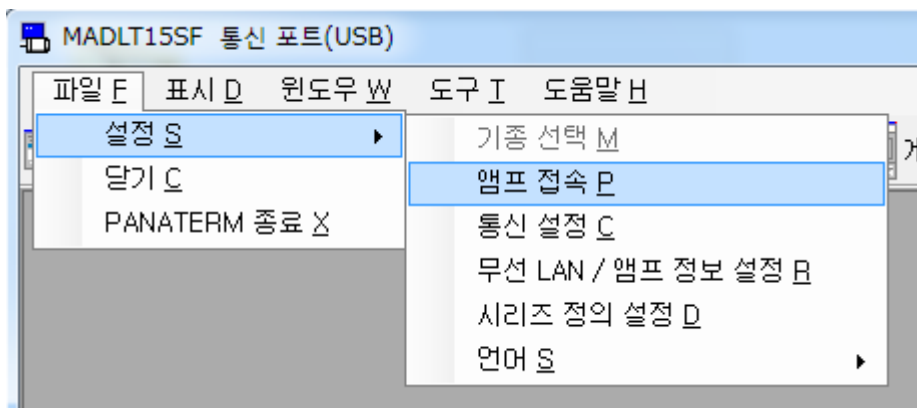 MADLT15SF 통신 포트(USB)
파일 F 표시 D 윈도우 W 도구 T 도움말 H
설정 S
닫기 C
PANATERM 종료 X
기종 선택 M
앰프 접속 P
통신 설정 C
무선 LAN / 앰프 정보 설정 R
시리즈 정의 설정 D
언어 S